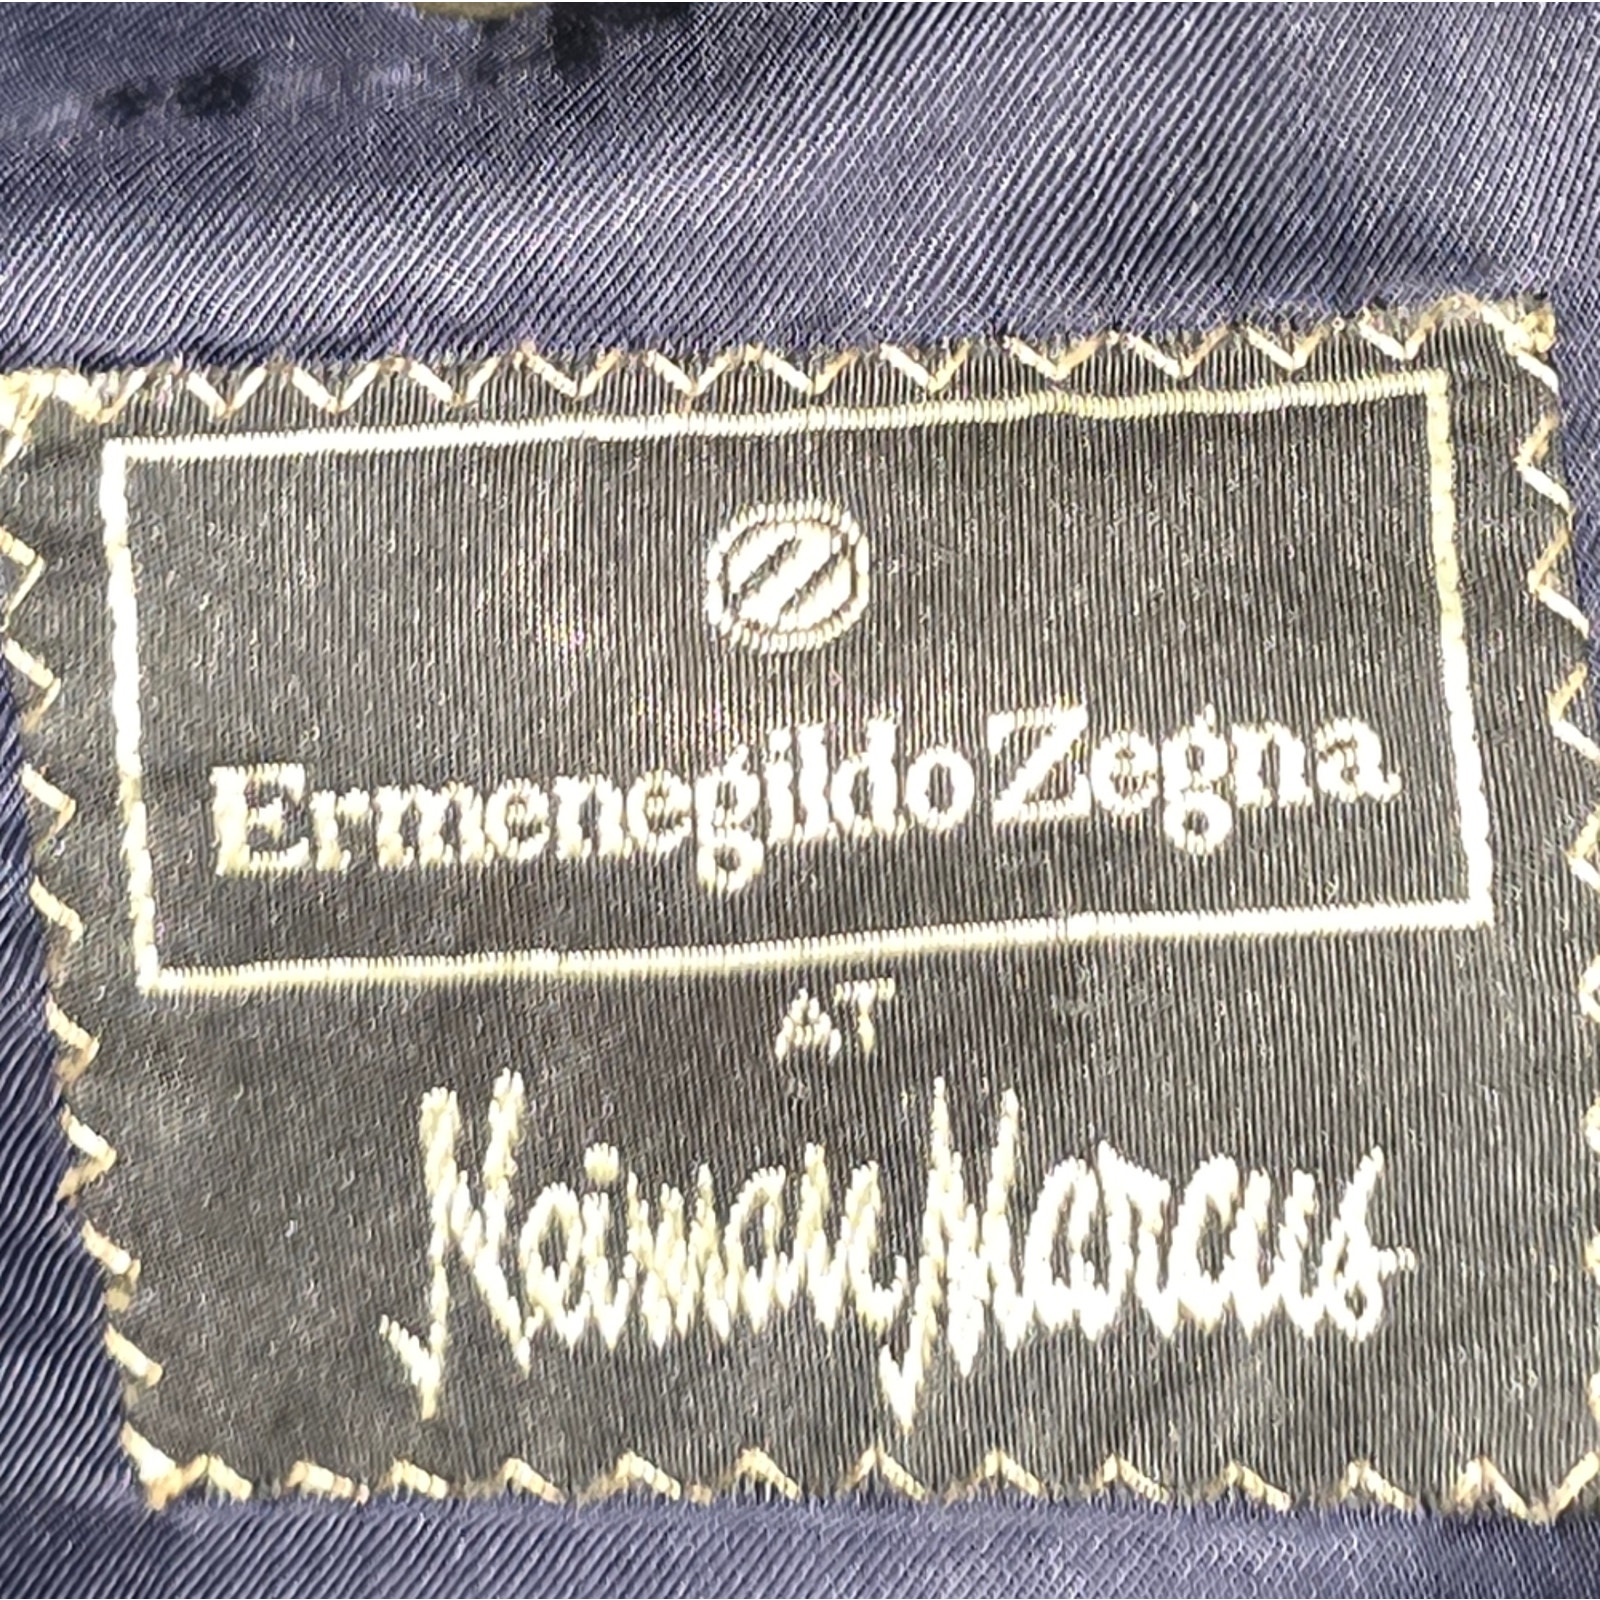 Ermenegildo Zegna
AT
Neiman Marcus